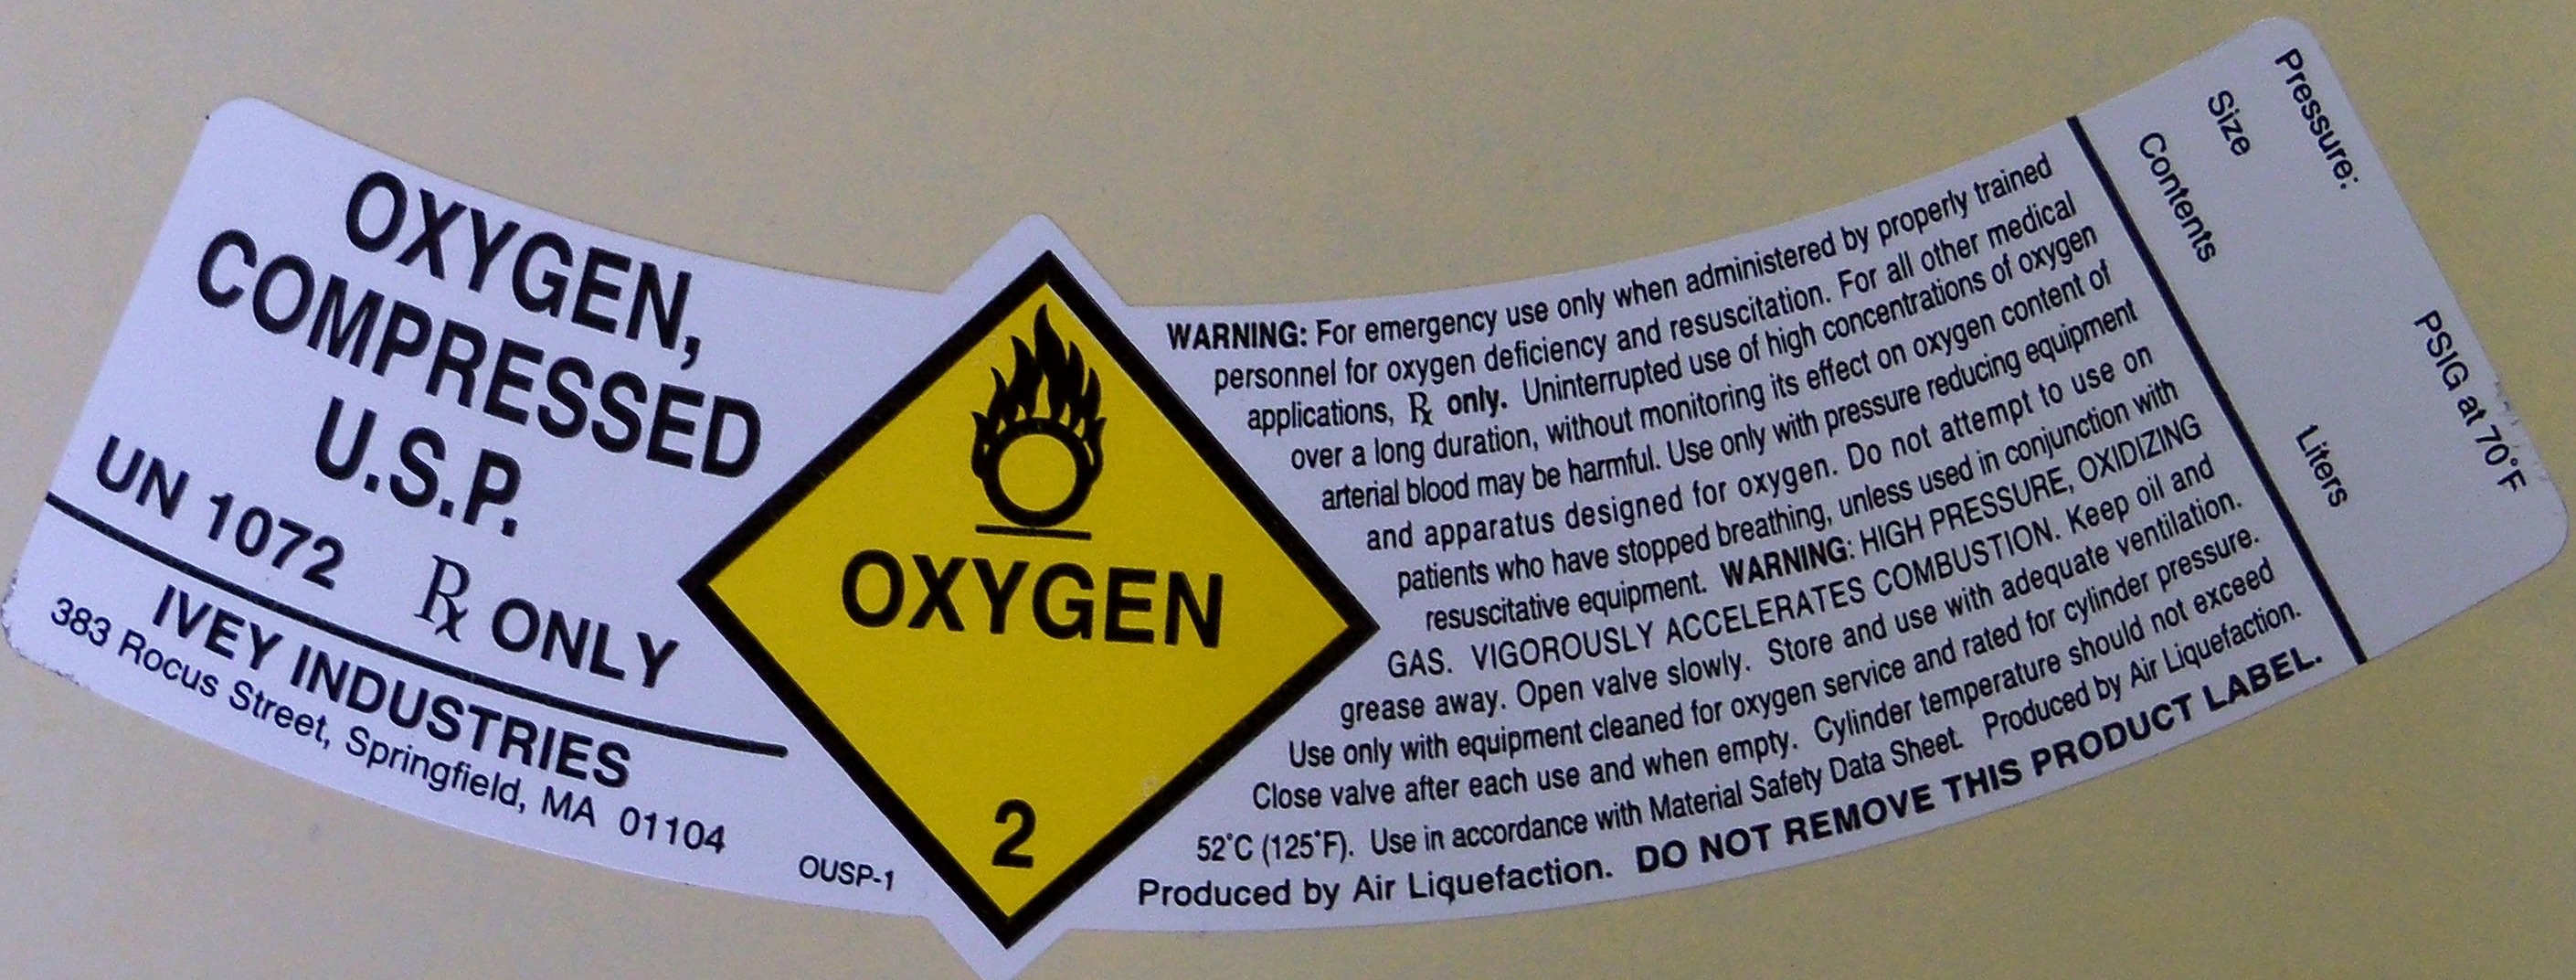 OXYGEN,
COMPRESSED
U.S.P.
UN 1072 ℞ ONLY
IVEY INDUSTRIES
383 Rocus Street, Springfield, MA 01104
OUSP-1
OXYGEN
2
WARNING: For emergency use only when administered by properly trained
personnel for oxygen deficiency and resuscitation. For all other medical
applications, ℞ only. Uninterrupted use of high concentrations of oxygen
over a long duration, without monitoring its effect on oxygen content of
arterial blood may be harmful. Use only with pressure reducing equipment
and apparatus designed for oxygen. Do not attempt to use on
patients who have stopped breathing, unless used in conjunction with
resuscitative equipment. WARNING: HIGH PRESSURE, OXIDIZING
GAS. VIGOROUSLY ACCELERATES COMBUSTION. Keep oil and
grease away. Open valve slowly. Store and use with adequate ventilation.
Use only with equipment cleaned for oxygen service and rated for cylinder pressure.
Close valve after each use and when empty. Cylinder temperature should not exceed
52°C (125°F). Use in accordance with Material Safety Data Sheet. Produced by Air Liquefaction.
Produced by Air Liquefaction. DO NOT REMOVE THIS PRODUCT LABEL.
Pressure: PSIG at 70°F
Size
Contents Liters